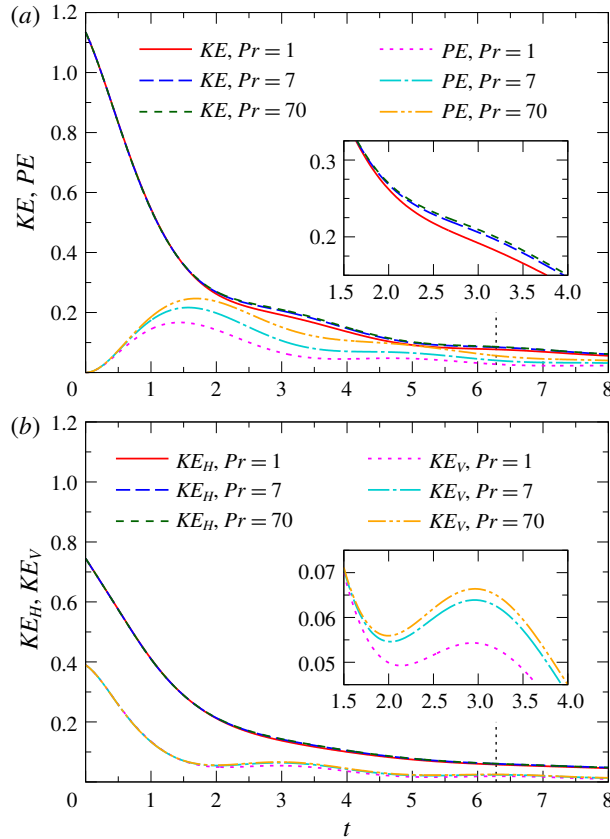 (a)
1.2
1.0
0.8
0.6
0.4
0.2
0
KE, PE
KE, Pr = 1
KE, Pr = 7
KE, Pr = 70
PE, Pr = 1
PE, Pr = 7
PE, Pr = 70
0.3
0.2
1.5 2.0 2.5 3.0 3.5 4.0
1 2 3 4 5 6 7 8
(b)
1.2
1.0
0.8
0.6
0.4
0.2
0
KE_H, KE_V
KE_H, Pr = 1
KE_H, Pr = 7
KE_H, Pr = 70
KE_V, Pr = 1
KE_V, Pr = 7
KE_V, Pr = 70
0.07
0.06
0.05
1.5 2.0 2.5 3.0 3.5 4.0
1 2 3 4 5 6 7 8
t